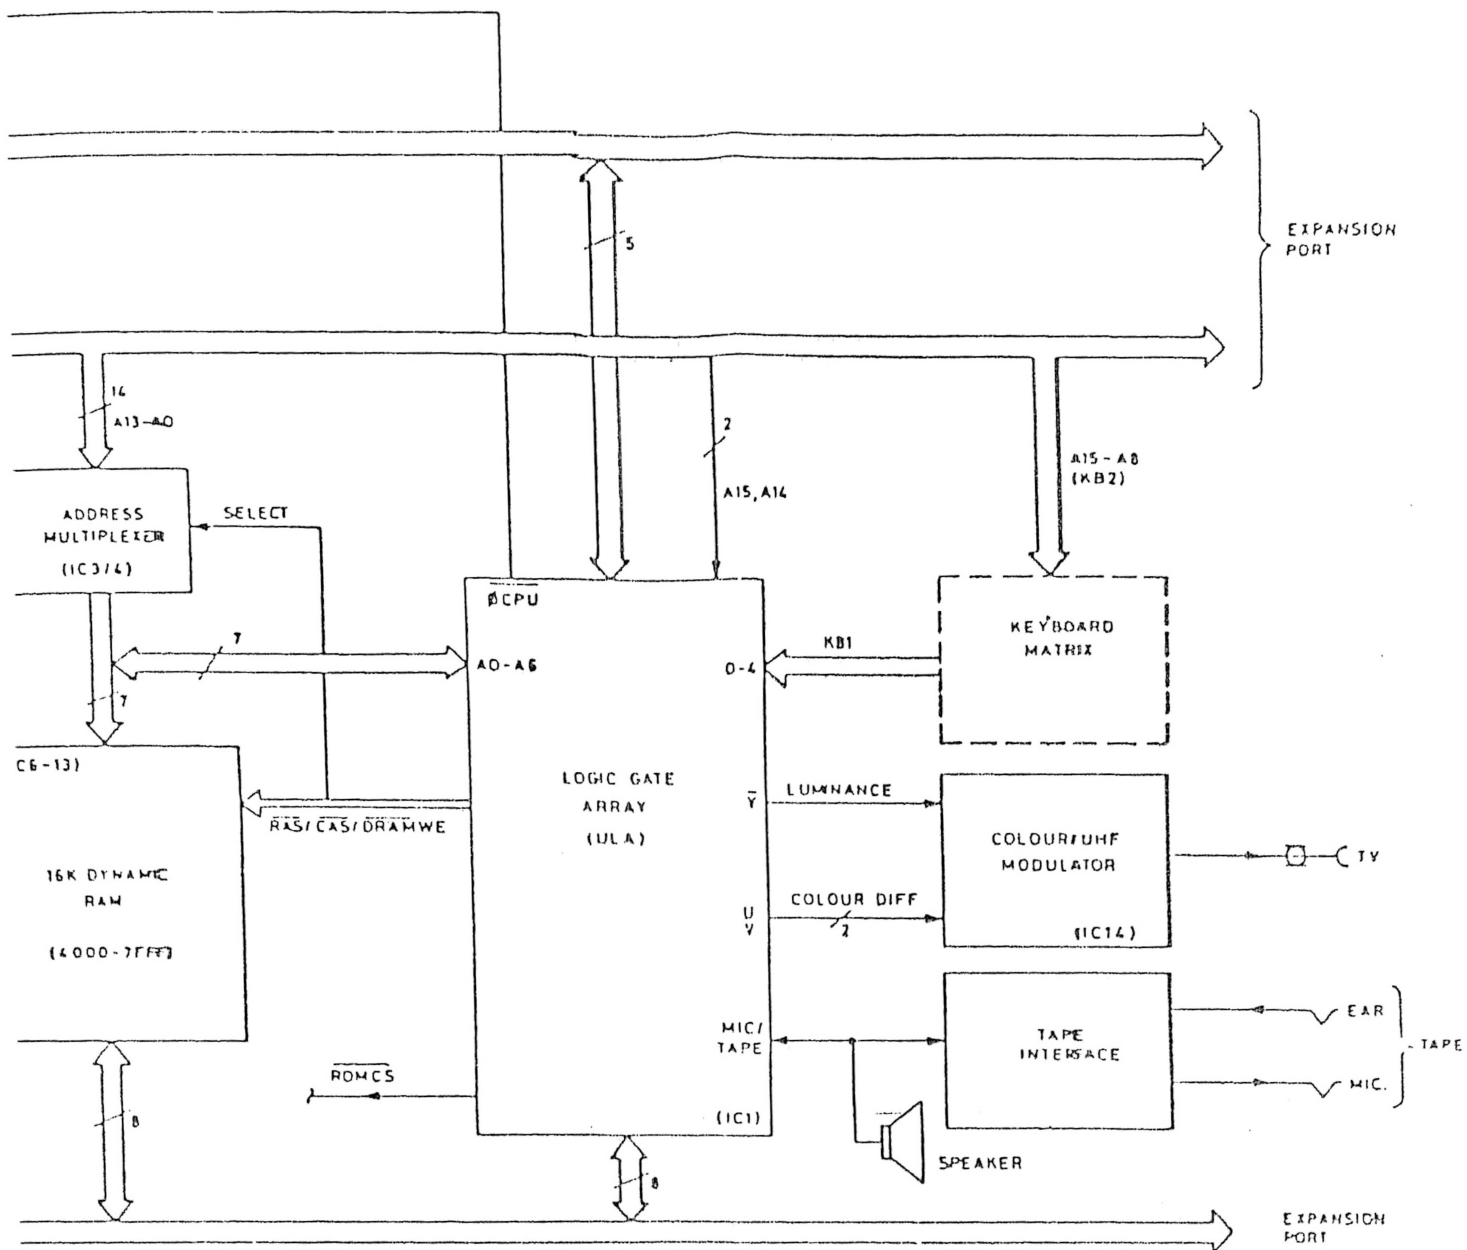 EXPANSION
PORT
5
14
A13-A0
2
A15, A14
A15-A8
(KB2)
ADDRESS
MULTIPLEXER
(IC3/4)
SELECT
ØCPU
KEYBOARD
MATRIX
KB1
7
A0-A6
0-4
7
C6-13)
16K DYNAMIC
RAM
(4000-7FFF)
RAS/CAS/DRAMWE
LOGIC GATE
ARRAY
(ULA)
Y
LUMINANCE
COLOUR/UHF
MODULATOR
(IC14)
TV
U
V
COLOUR DIFF
2
MIC/
TAPE
TAPE
INTERFACE
EAR
MIC.
TAPE
ROMCS
(IC1)
SPEAKER
8
8
EXPANSION
PORT